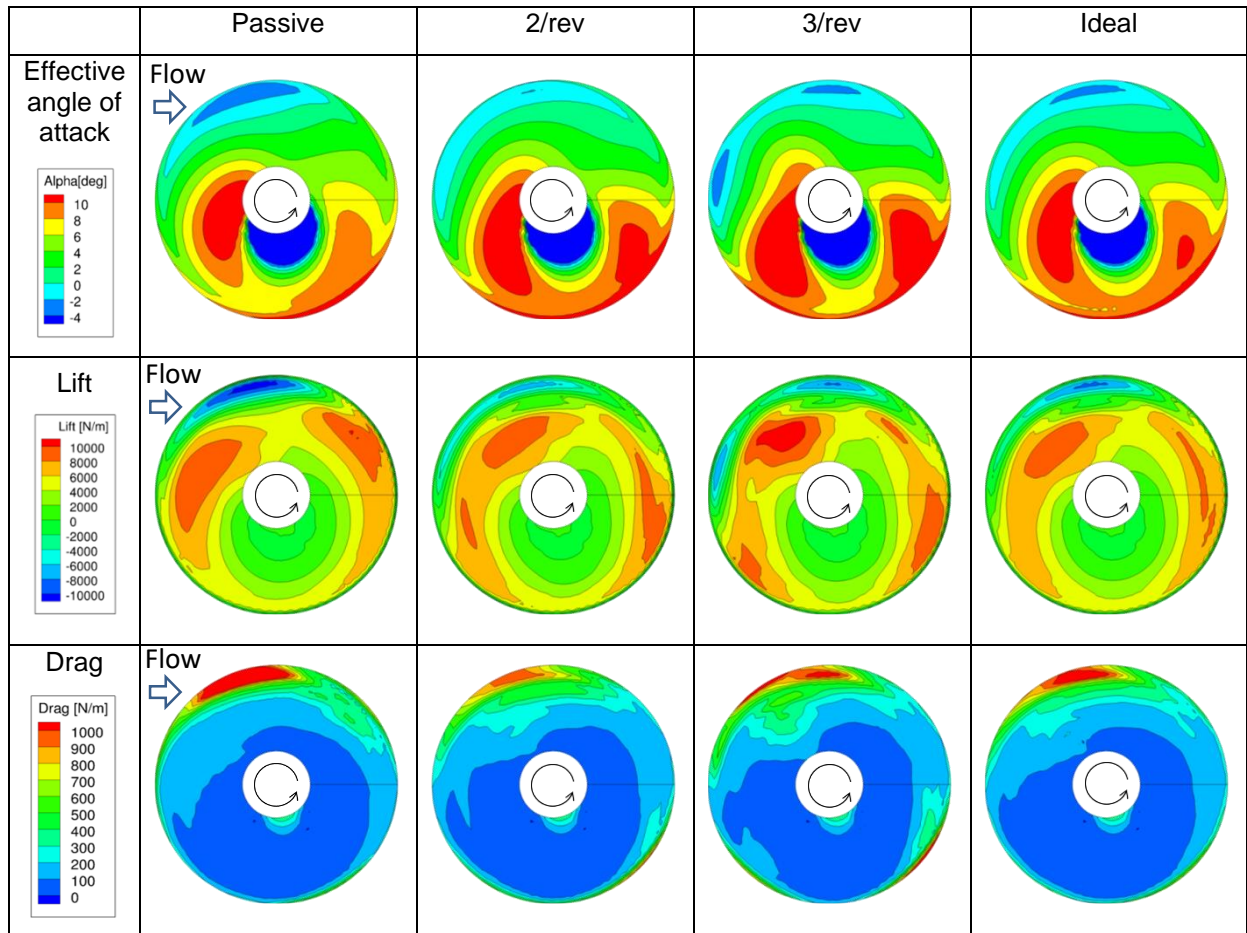 Passive 2/rev 3/rev Ideal
Effective
angle of
attack
Flow
Alpha[deg]
10
8
6
4
2
0
-2
-4
Lift
Flow
Lift [N/m]
10000
8000
6000
4000
2000
0
-2000
-4000
-6000
-8000
-10000
Drag
Flow
Drag [N/m]
1000
900
800
700
600
500
400
300
200
100
0